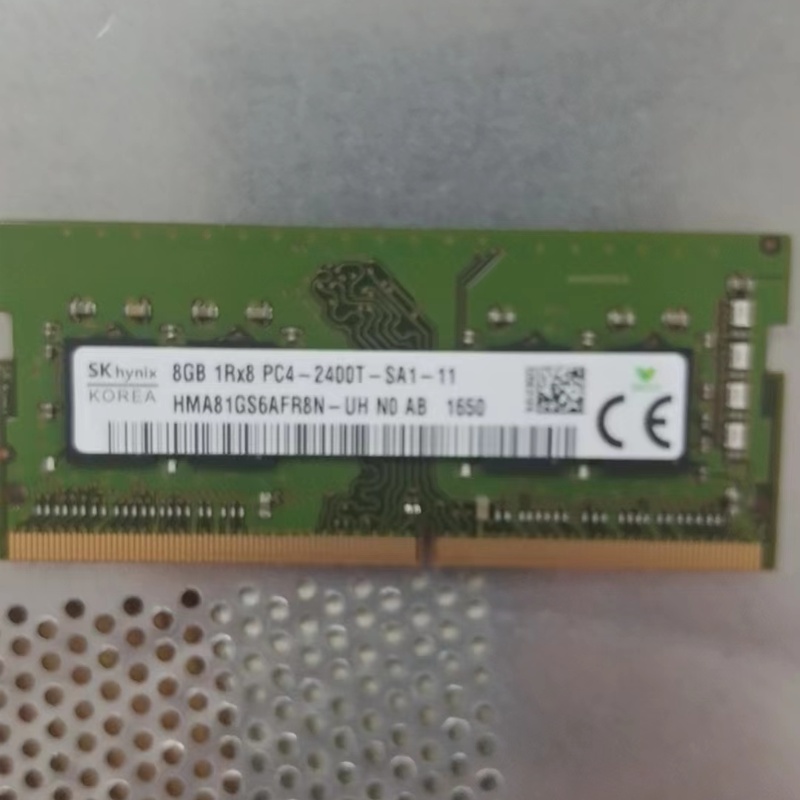 SK hynix 8GB 1Rx8 PC4-2400T-SA1-11
KOREA HMA81GS6AFR8N-UH N0 AB 1650
CE